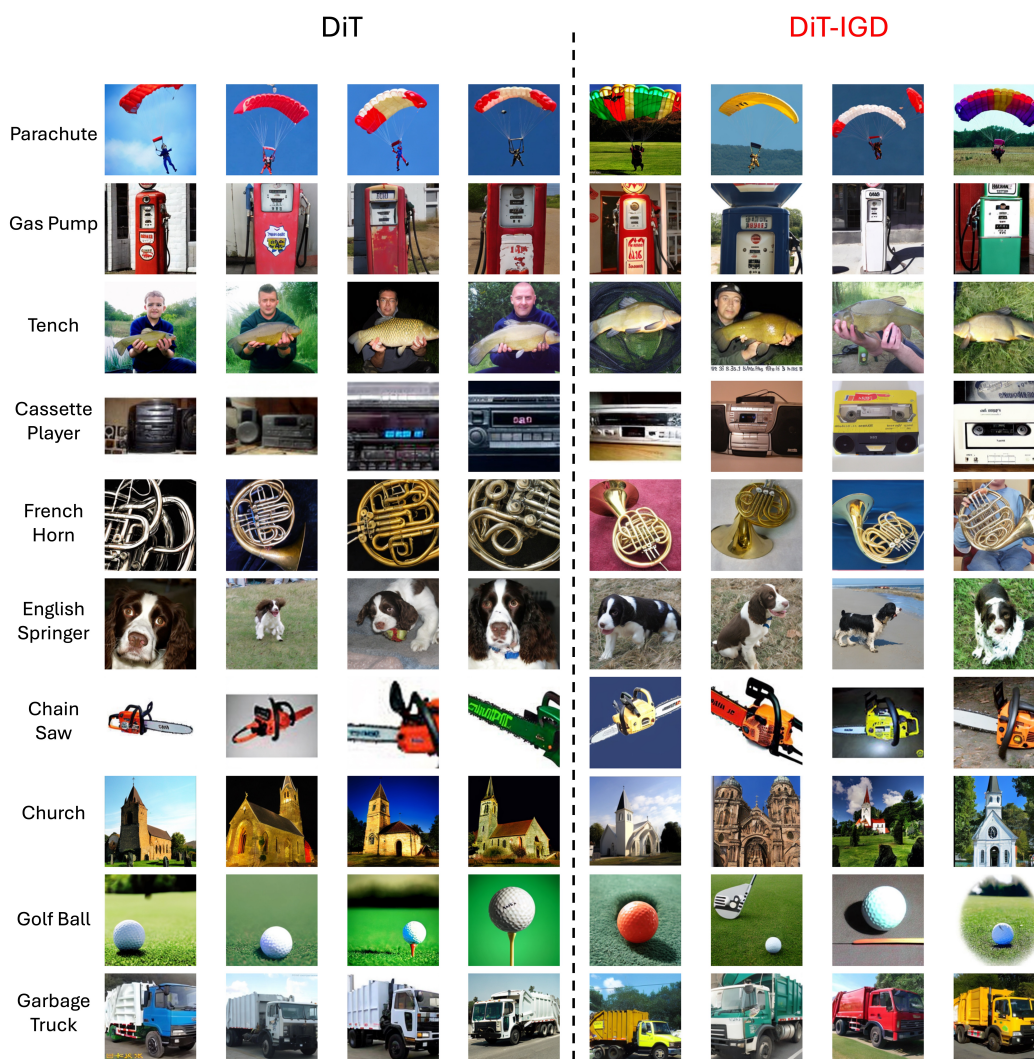 DiT
DiT-IGD
Parachute
Gas Pump
Tench
Cassette
Player
French
Horn
English
Springer
Chain
Saw
Church
Golf Ball
Garbage
Truck